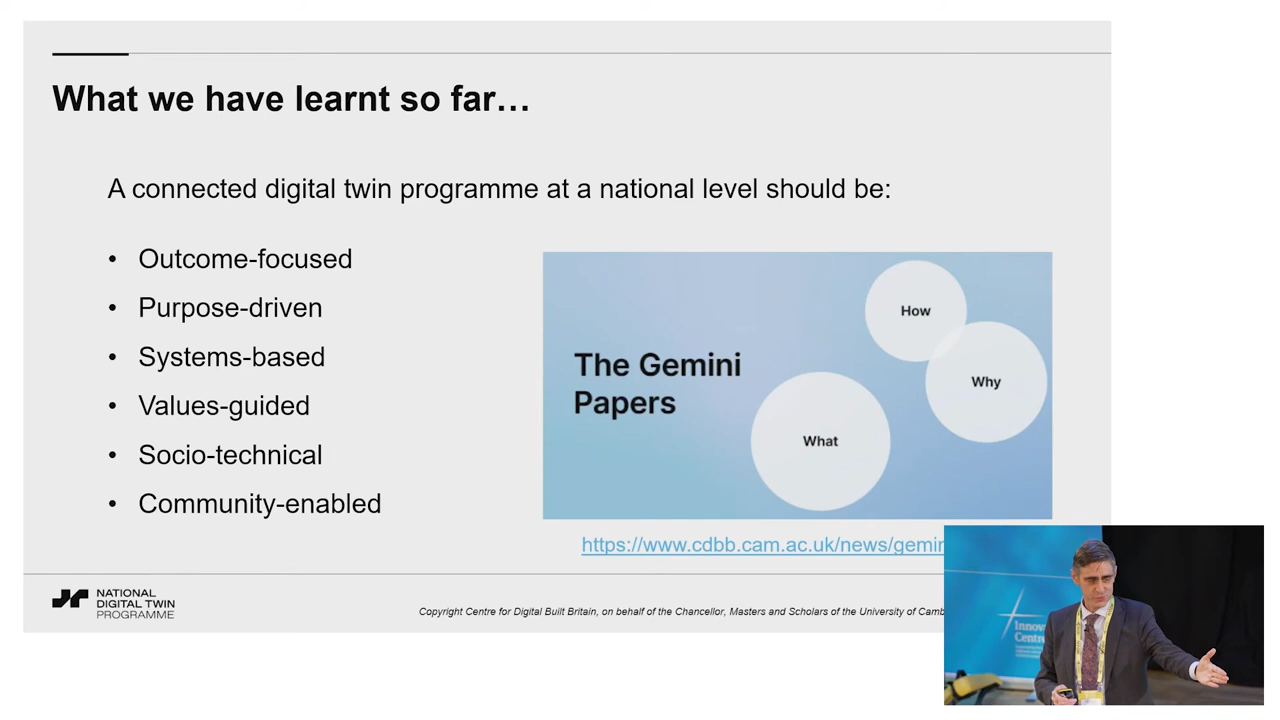 What we have learnt so far…
A connected digital twin programme at a national level should be:
• Outcome-focused
• Purpose-driven
• Systems-based
• Values-guided
• Socio-technical
• Community-enabled
The Gemini
Papers
How
Why
What
https://www.cdbb.cam.ac.uk/news/gemin
NATIONAL
DIGITAL TWIN
PROGRAMME
Copyright Centre for Digital Built Britain, on behalf of the Chancellor, Masters and Scholars of the University of Camb
Innova
Centre